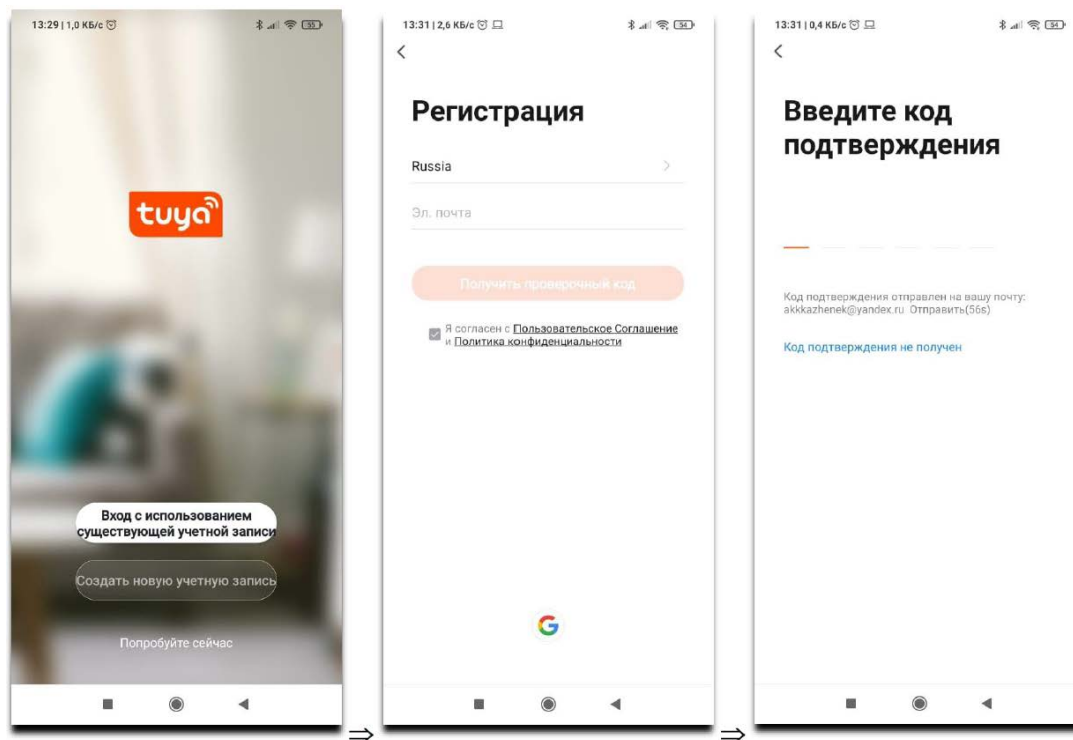 13:29 | 1,0 КБ/с
55
tuya
Вход с использованием
существующей учетной записи
Создать новую учетную запись
Попробуйте сейчас
⇒
13:31 | 2,6 КБ/с
54
Регистрация
Russia
Эл. почта
Получить проверочный код
Я согласен с Пользовательское Соглашение
и Политика конфиденциальности
⇒
13:31 | 0,4 КБ/с
54
Введите код
подтверждения
Код подтверждения отправлен на вашу почту:
akkkazhenek@yandex.ru. Отправить(56s)
Код подтверждения не получен